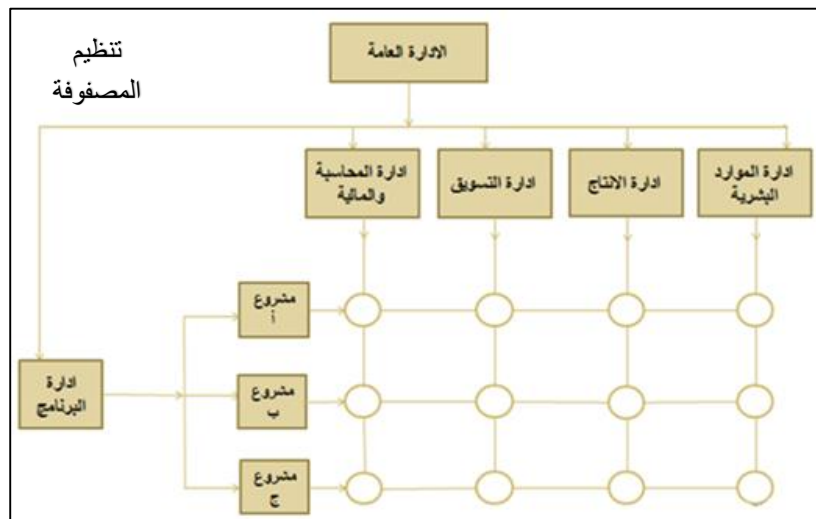 تنظيم
المصفوفة
الادارة العامة
ادارة الموارد
البشرية
ادارة الانتاج
ادارة التسويق
ادارة المحاسبة
والمالية
مشروع
أ
ادارة
البرنامج
مشروع
ب
مشروع
ج